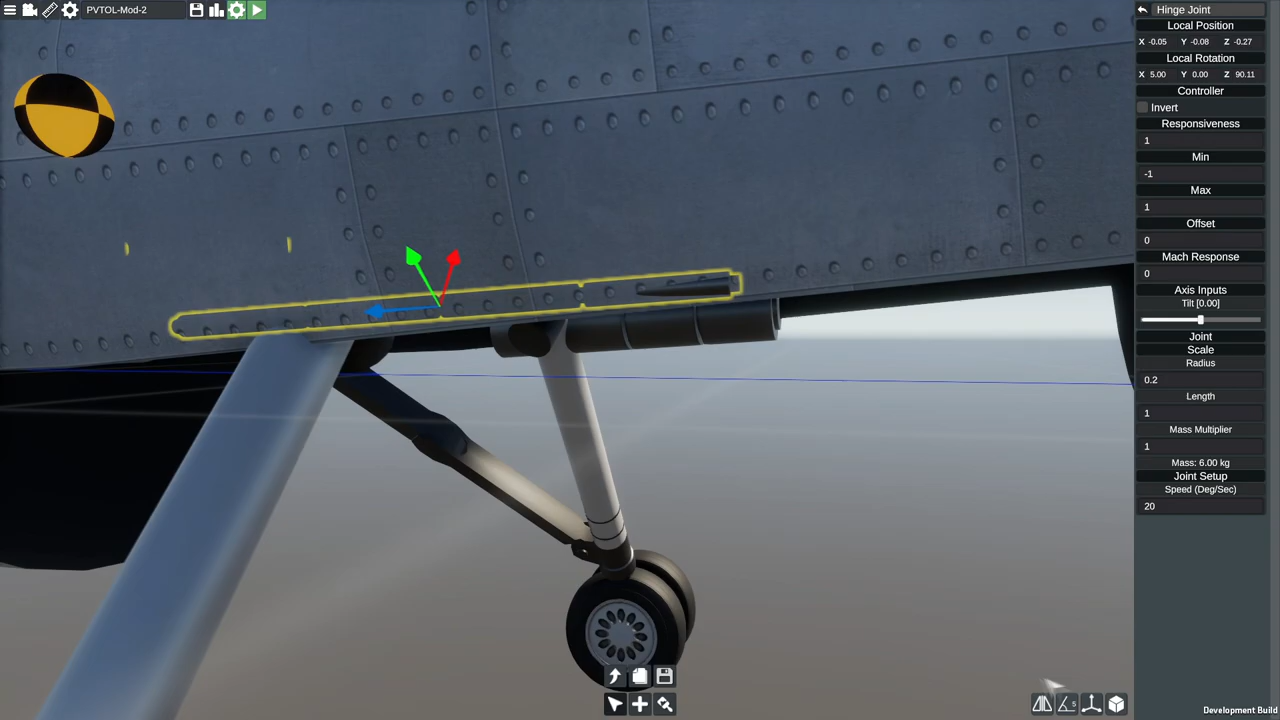 PVTOL-Mod-2
Hinge Joint
Local Position
X -0.05 Y -0.08 Z -0.27
Local Rotation
X 5.00 Y 0.00 Z 90.11
Controller
Invert
Responsiveness
1
Min
-1
Max
1
Offset
0
Mach Response
0
Axis Inputs
Tilt [0.00]
Joint
Scale
Radius
0.2
Length
1
Mass Multiplier
1
Mass: 6.00 kg
Joint Setup
Speed (Deg/Sec)
20
5
Development Build